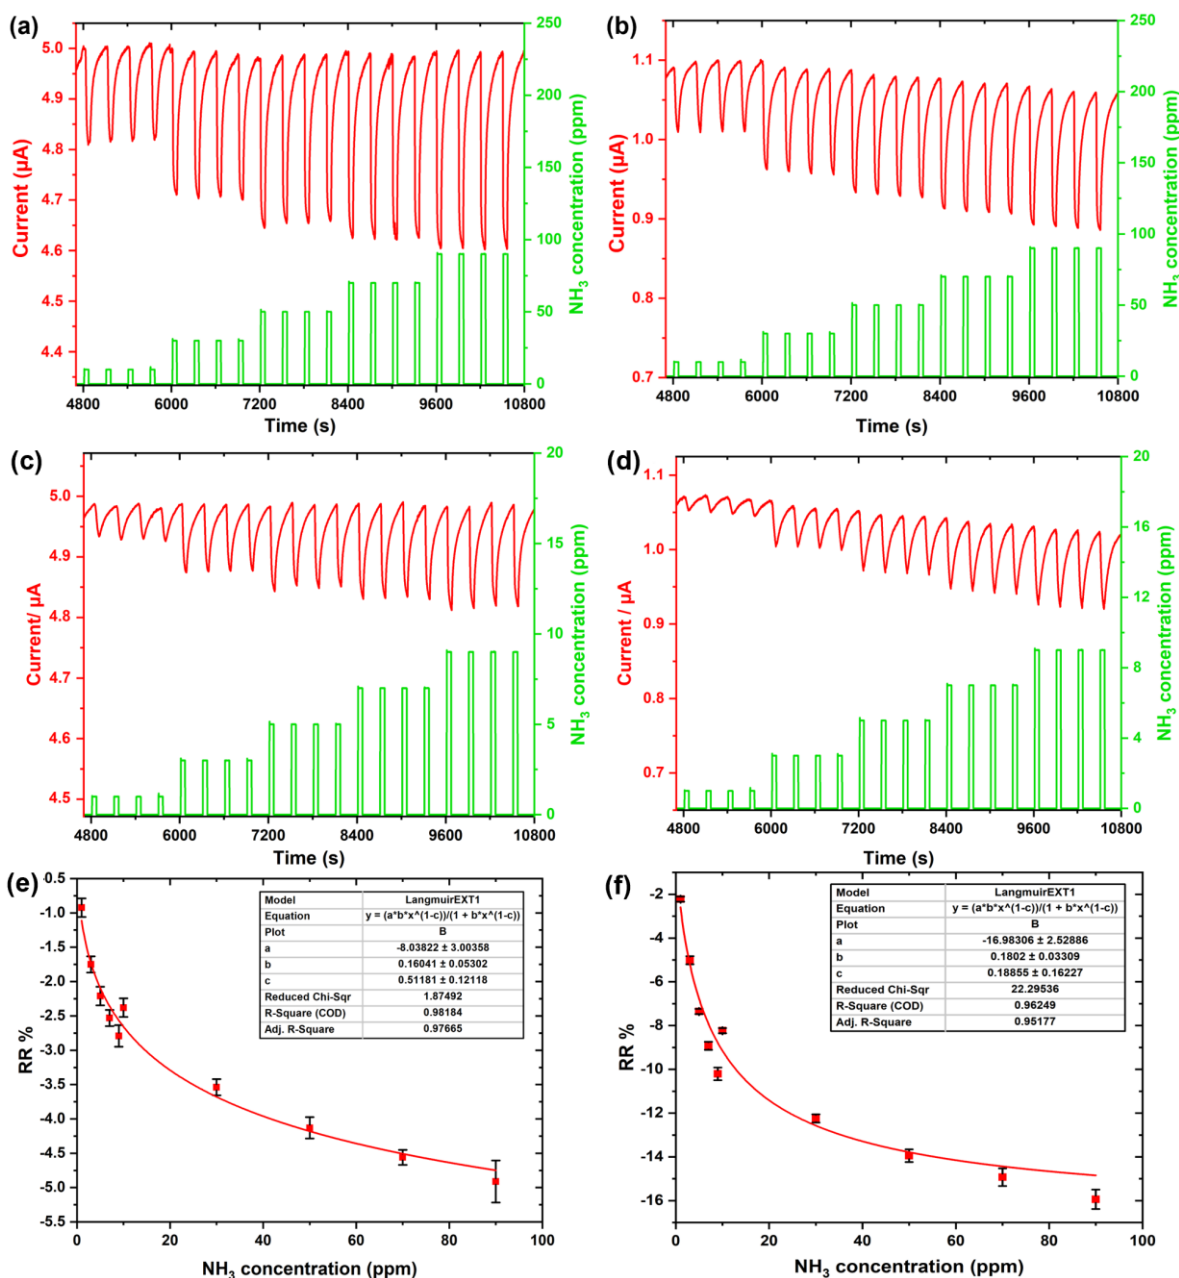 (a)
5.0
4.9
4.8
4.7
4.6
4.5
4.4
Current (µA)
250
200
150
100
50
0
NH3 concentration (ppm)
4800 6000 7200 8400 9600 10800
Time (s)
(b)
1.1
1.0
0.9
0.8
0.7
Current (µA)
250
200
150
100
50
0
NH3 concentration (ppm)
4800 6000 7200 8400 9600 10800
Time (s)
(c)
5.0
4.9
4.8
4.7
4.6
4.5
Current/ µA
20
15
10
5
0
NH3 concentration (ppm)
4800 6000 7200 8400 9600 10800
Time (s)
(d)
1.1
1.0
0.9
0.8
0.7
Current / µA
20
16
12
8
4
0
NH3 concentration (ppm)
4800 6000 7200 8400 9600 10800
Time (s)
(e)
-0.5
-1.0
-1.5
-2.0
-2.5
-3.0
-3.5
-4.0
-4.5
-5.0
-5.5
RR %
Model LangmuirEXT1
Equation y = (a*b*x^(1-c))/(1 + b*x^(1-c))
Plot B
a -8.03822 ± 3.00358
b 0.16041 ± 0.05302
c 0.51181 ± 0.12118
Reduced Chi-Sqr 1.87492
R-Square (COD) 0.98184
Adj. R-Square 0.97665
0 20 40 60 80 100
NH3 concentration (ppm)
(f)
-2
-4
-6
-8
-10
-12
-14
-16
RR %
Model LangmuirEXT1
Equation y = (a*b*x^(1-c))/(1 + b*x^(1-c))
Plot B
a -16.98306 ± 2.52886
b 0.1802 ± 0.03309
c 0.18855 ± 0.16227
Reduced Chi-Sqr 22.29536
R-Square (COD) 0.96249
Adj. R-Square 0.95177
0 20 40 60 80 100
NH3 concentration (ppm)